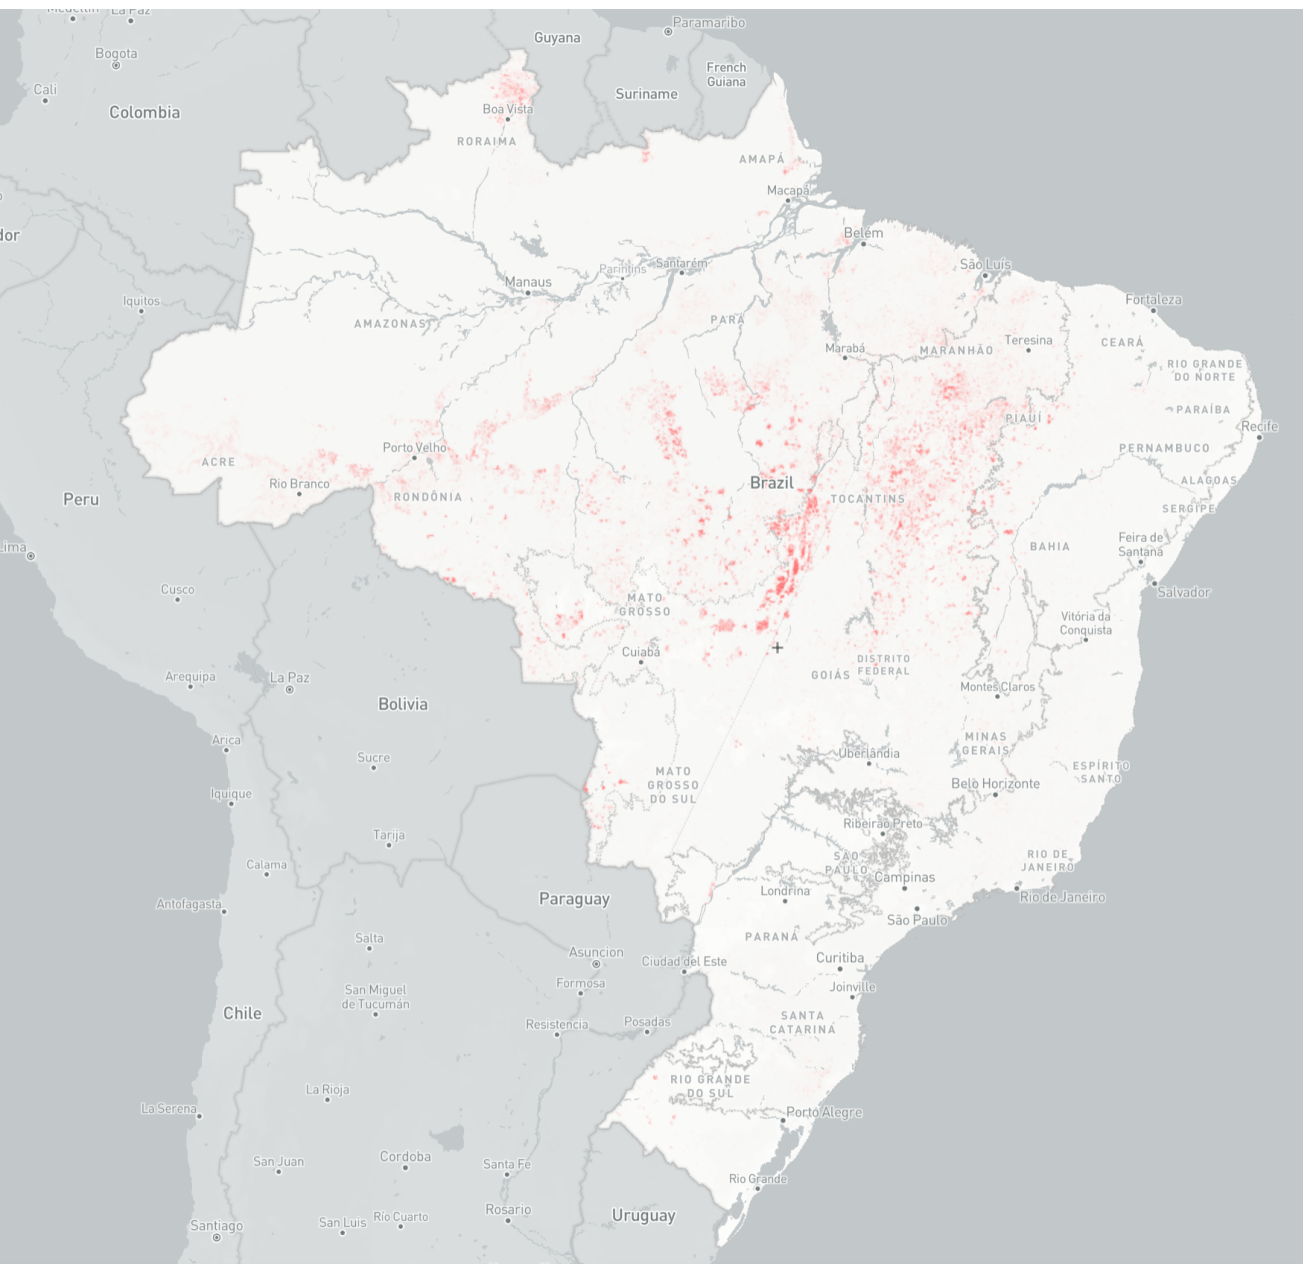 Medellin
La Paz
Paramaribo
Guyana
Bogota
French
Guiana
Cali
Suriname
Colombia
Boa Vista
RORAIMA
AMAPÁ
Macapá
dor
Belém
São Luís
Parintins
Santarém
Manaus
Iquitos
Fortaleza
AMAZONAS
PARÁ
Marabá
MARANHÃO
Teresina
CEARÁ
RIO GRANDE
DO NORTE
PARAÍBA
PIAUÍ
Recife
Porto Velho
PERNAMBUCO
ACRE
Rio Branco
Brazil
ALAGOAS
Peru
RONDÔNIA
TOCANTINS
SERGIPE
Lima
BAHIA
Feira de
Santana
Cusco
Salvador
MATO
GROSSO
Vitória da
Conquista
Cuiabá
DISTRITO
FEDERAL
Arequipa
La Paz
GOIÁS
Montes Claros
Bolivia
Arica
MINAS
GERAIS
Sucre
Uberlândia
ESPÍRITO
SANTO
MATO
GROSSO
DO SUL
Belo Horizonte
Iquique
Ribeirão Preto
Tarija
RIO DE
JANEIRO
SÃO
PAULO
Calama
Campinas
Londrina
Rio de Janeiro
Antofagasta
Paraguay
São Paulo
PARANÁ
Salta
Asuncion
Ciudad del Este
Curitiba
Formosa
Joinville
San Miguel
de Tucumán
Chile
SANTA
CATARINA
Resistencia
Posadas
RIO GRANDE
DO SUL
La Rioja
La Serena
Porto Alegre
Cordoba
San Juan
Santa Fe
Rio Grande
Rosario
Uruguay
Santiago
San Luis
Río Cuarto